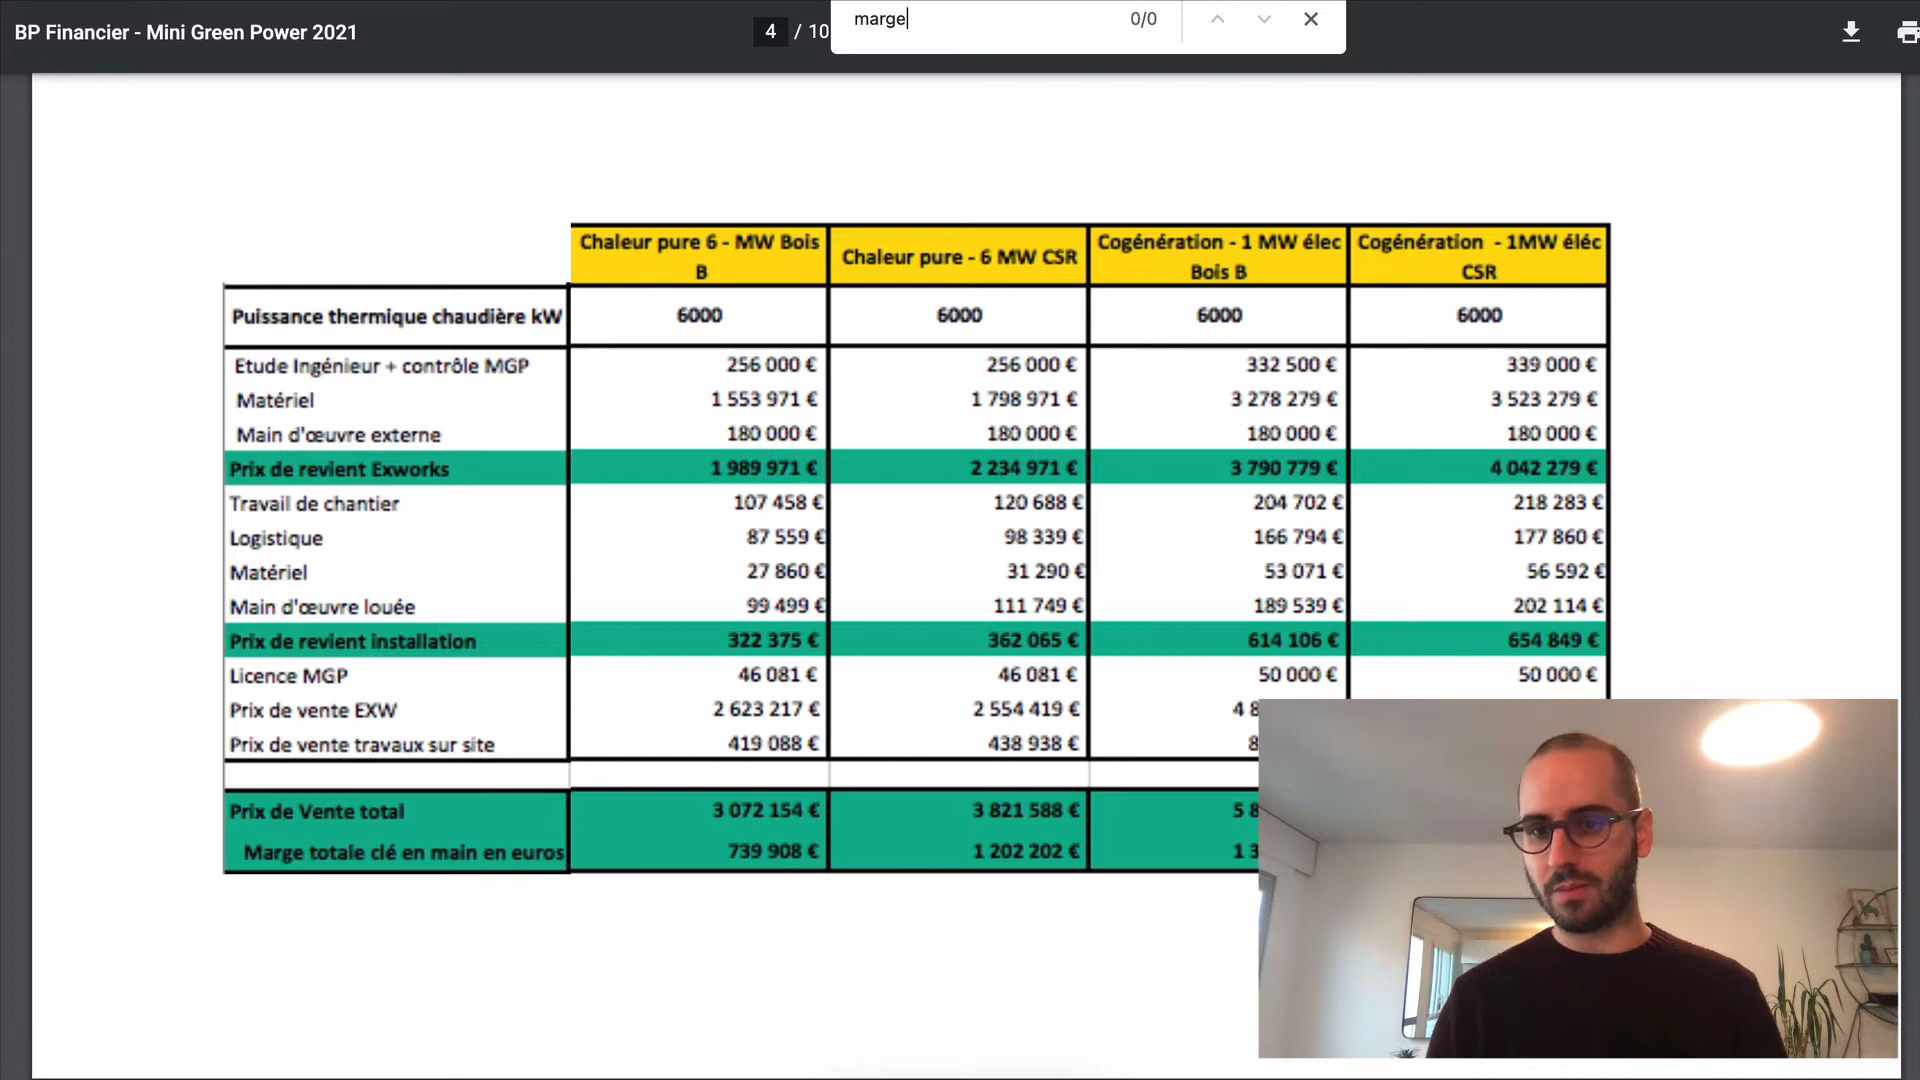 BP Financier - Mini Green Power 2021
4 / 10
marge
0/0
Chaleur pure 6 - MW Bois B
Chaleur pure - 6 MW CSR
Cogénération - 1 MW élec Bois B
Cogénération - 1MW éléc CSR
Puissance thermique chaudière kW 6000 6000 6000 6000
Etude Ingénieur + contrôle MGP 256 000 € 256 000 € 332 500 € 339 000 €
Matériel 1 553 971 € 1 798 971 € 3 278 279 € 3 523 279 €
Main d'œuvre externe 180 000 € 180 000 € 180 000 € 180 000 €
Prix de revient Exworks 1 989 971 € 2 234 971 € 3 790 779 € 4 042 279 €
Travail de chantier 107 458 € 120 688 € 204 702 € 218 283 €
Logistique 87 559 € 98 339 € 166 794 € 177 860 €
Matériel 27 860 € 31 290 € 53 071 € 56 592 €
Main d'œuvre louée 99 499 € 111 749 € 189 539 € 202 114 €
Prix de revient installation 322 375 € 362 065 € 614 106 € 654 849 €
Licence MGP 46 081 € 46 081 € 50 000 € 50 000 €
Prix de vente EXW 2 623 217 € 2 554 419 € 4 8
Prix de vente travaux sur site 419 088 € 438 938 € 8
Prix de Vente total 3 072 154 € 3 821 588 € 5 8
Marge totale clé en main en euros 739 908 € 1 202 202 € 1 3